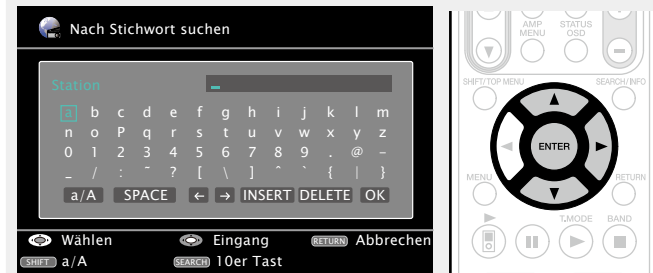 Nach Stichwort suchen
Station
a b c d e f g h i j k l m
n o P q r s t u v w x y z
0 1 2 3 4 5 6 7 8 9 . @ –
_ / : ˜ ? [ \ ] ^ ` { | }
a/A SPACE ← → INSERT DELETE OK
Wählen Eingang RETURN Abbrechen
SHIFT a/A SEARCH 10er Tast
AMP MENU STATUS OSD
SHIFT/TOP MENU SEARCH/INFO
ENTER
MENU RETURN
T.MODE BAND